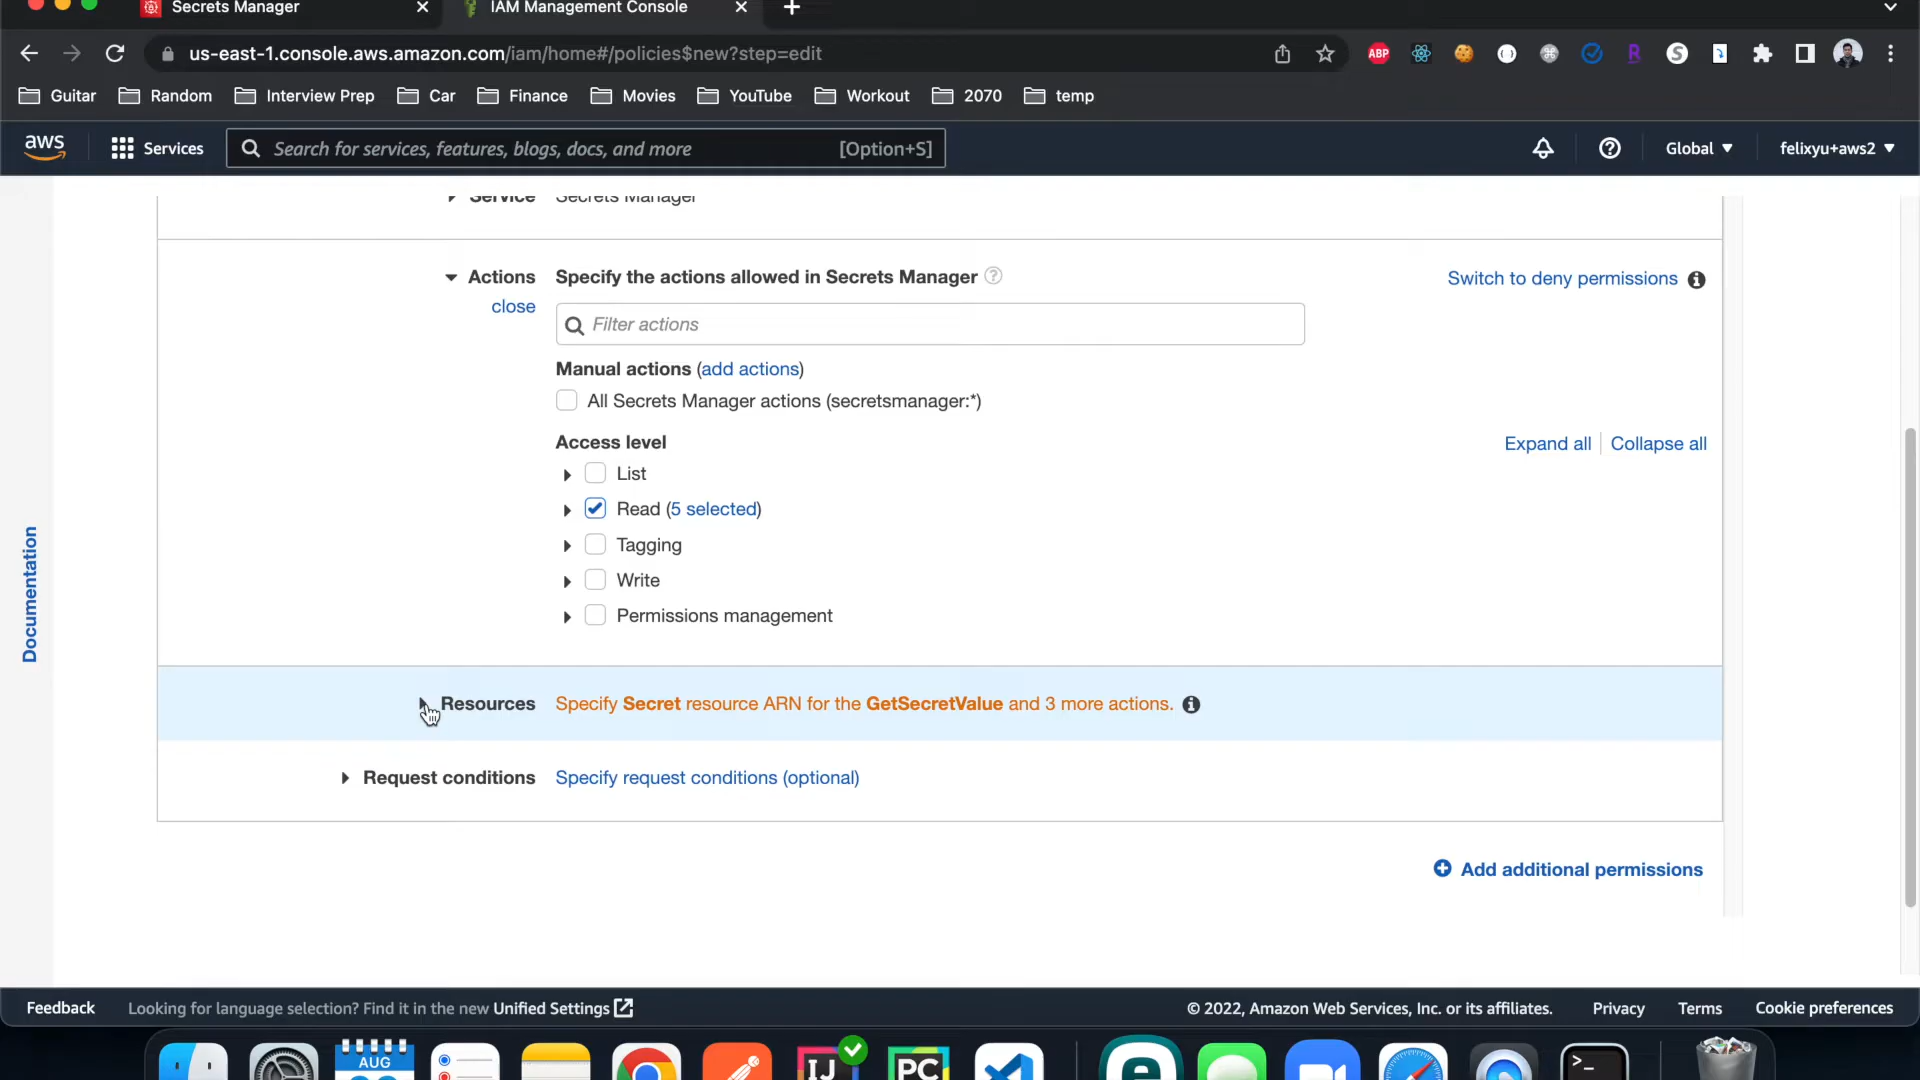 Secrets Manager
IAM Management Console
us-east-1.console.aws.amazon.com/iam/home#/policies$new?step=edit
ABP
Guitar
Random
Interview Prep
Car
Finance
Movies
YouTube
Workout
2070
temp
aws
Services
Search for services, features, blogs, docs, and more
[Option+S]
Global
felixyu+aws2
Service Secrets Manager
Actions
close
Specify the actions allowed in Secrets Manager
Switch to deny permissions
Filter actions
Manual actions (add actions)
All Secrets Manager actions (secretsmanager:*)
Access level
Expand all
Collapse all
List
Read (5 selected)
Tagging
Write
Permissions management
Documentation
Resources
Specify Secret resource ARN for the GetSecretValue and 3 more actions.
Request conditions
Specify request conditions (optional)
Add additional permissions
Feedback
Looking for language selection? Find it in the new Unified Settings
© 2022, Amazon Web Services, Inc. or its affiliates.
Privacy
Terms
Cookie preferences
AUG
IJ
PC
>_